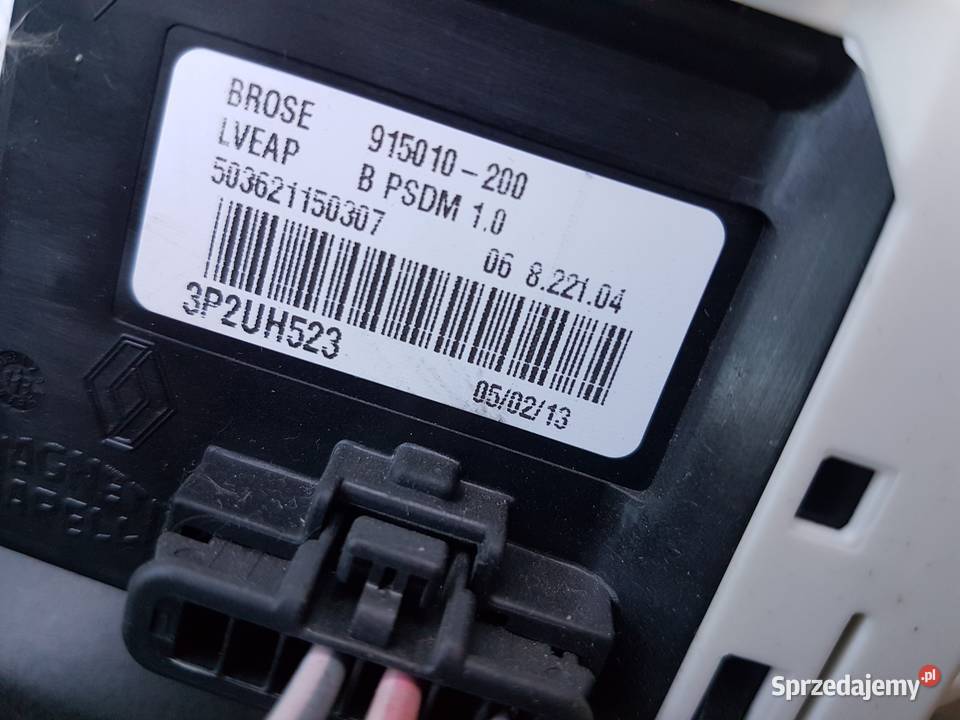 BROSE 915010-200
LVEAP B PSDM 1.0
503621150307
06 8.221.04
3P2UH523
05/02/13
Sprzedajemy.pl